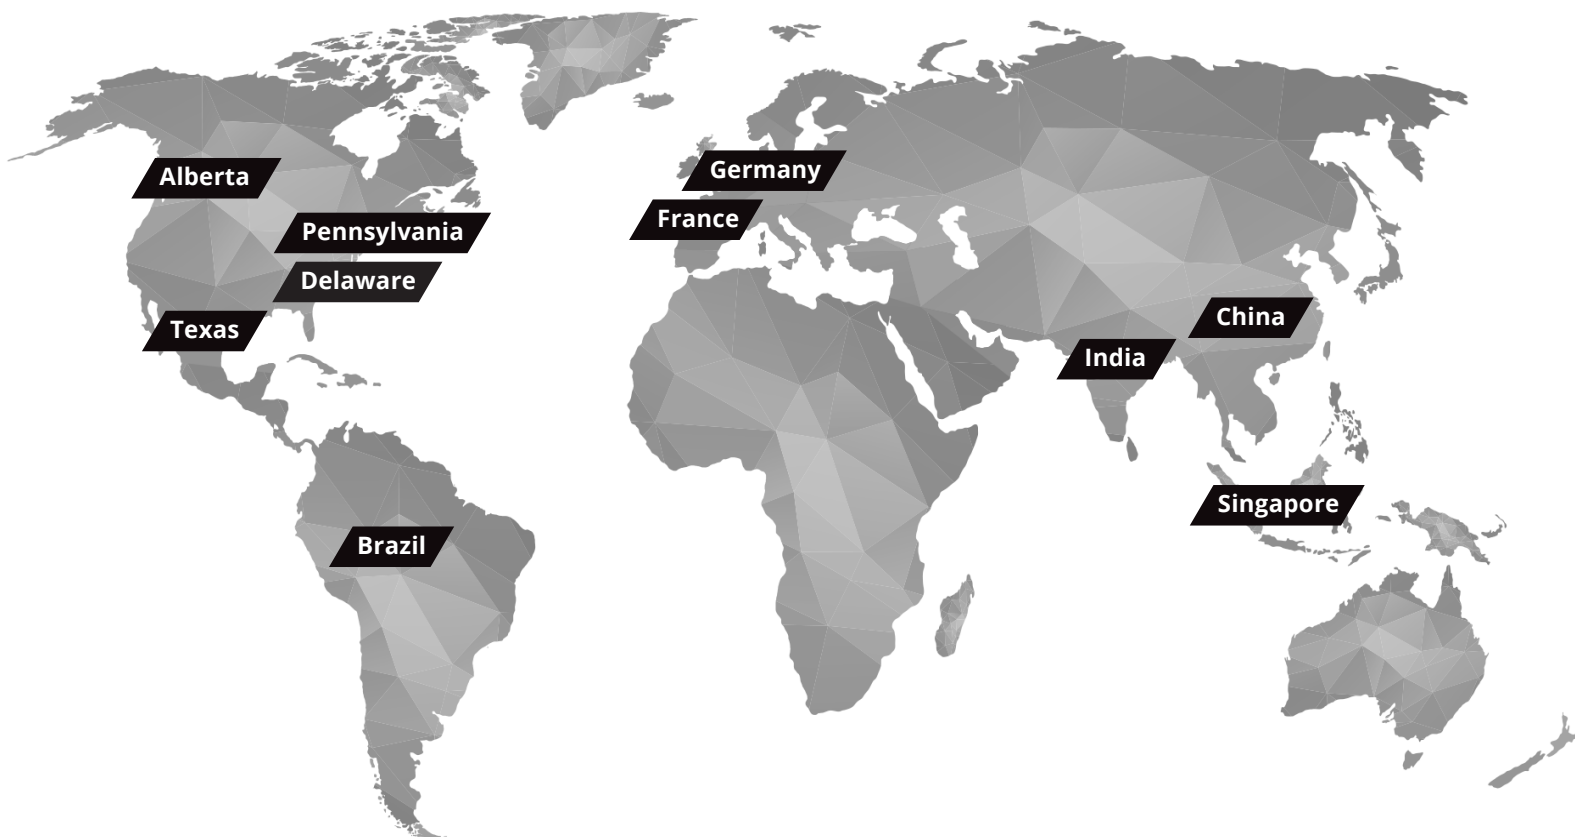 Alberta
Germany
France
Pennsylvania
Delaware
Texas
China
India
Singapore
Brazil